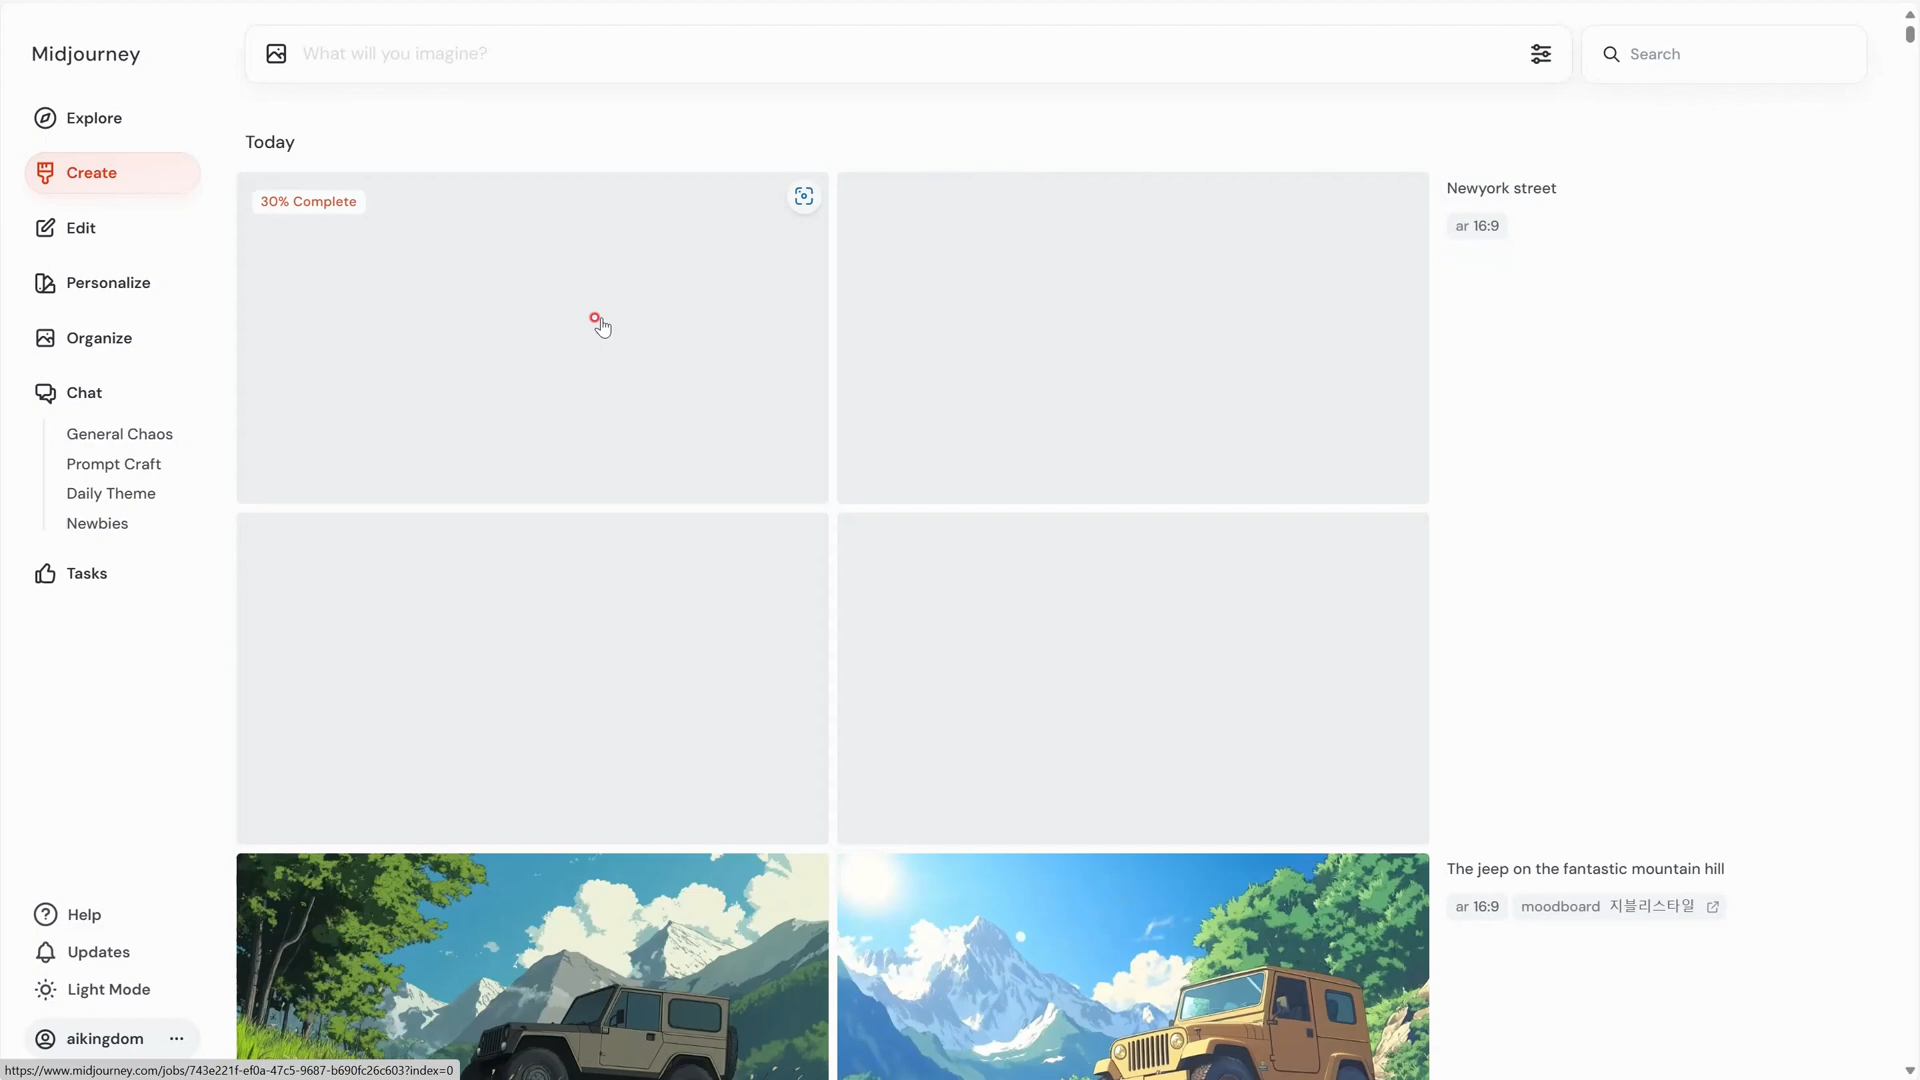 Midjourney
What will you imagine?
Search
Explore
Create
Edit
Personalize
Organize
Chat
General Chaos
Prompt Craft
Daily Theme
Newbies
Tasks
Help
Updates
Light Mode
aikingdom
Today
30% Complete
Newyork street
ar 16:9
The jeep on the fantastic mountain hill
ar 16:9 moodboard 지블리스타일
https://www.midjourney.com/jobs/743e221f-ef0a-47c5-9687-b690fc26c603?index=0